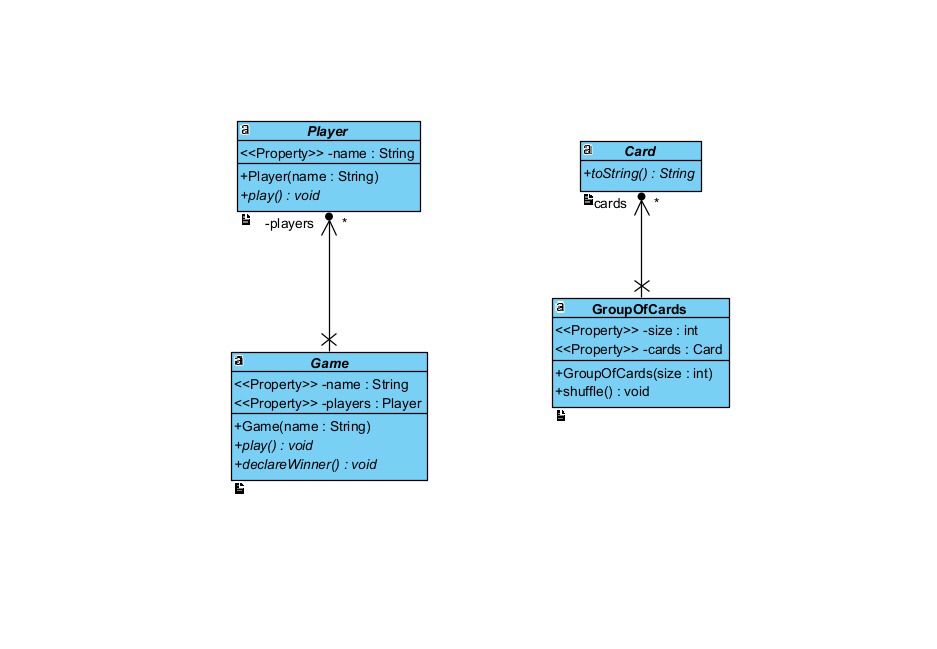 a
Player
<<Property>> -name : String
+Player(name : String)
+play() : void
-players *
a
Game
<<Property>> -name : String
<<Property>> -players : Player
+Game(name : String)
+play() : void
+declareWinner() : void
a
Card
+toString() : String
cards *
a
GroupOfCards
<<Property>> -size : int
<<Property>> -cards : Card
+GroupOfCards(size : int)
+shuffle() : void